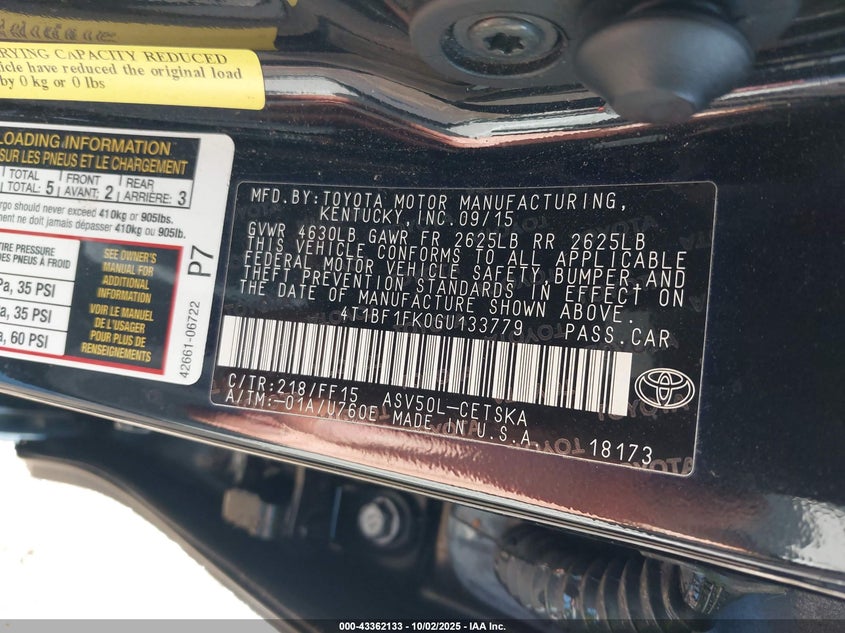 RYING CAPACITY REDUCED
hicle have reduced the original load
by 0 kg or 0 lbs
LOADING INFORMATION
SUR LES PNEUS ET LE CHARGEMENT
TOTAL FRONT REAR
TOTAL: 5 AVANT: 2 ARRIÈRE: 3
rgo should never exceed 410kg or 905lbs.
nt ne doit jamais dépasser 410kg ou 905lb.
TIRE PRESSURE
DES PNEUS À FROID
Pa, 35 PSI
a, 35 PSI
a, 60 PSI
SEE OWNER'S
MANUAL FOR
ADDITIONAL
INFORMATION
VOIR LE MANUEL
DE L'USAGER
POUR PLUS DE
RENSEIGNEMENTS
42661-06722
P7
MFD.BY:TOYOTA MOTOR MANUFACTURING,
KENTUCKY, INC.09/15
GVWR 4630LB GAWR FR 2625LB RR 2625LB
THIS VEHICLE CONFORMS TO ALL APPLICABLE
FEDERAL MOTOR VEHICLE SAFETY, BUMPER, AND
THEFT PREVENTION STANDARDS IN EFFECT ON
THE DATE OF MANUFACTURE SHOWN ABOVE.
4T1BF1FK0GU133779 PASS.CAR
C/TR:218/FF15 ASV50L-CETSKA
A/TM:-01A/U760E MADE IN U.S.A.
18173
000-43362133 - 10/02/2025 - IAA Inc.